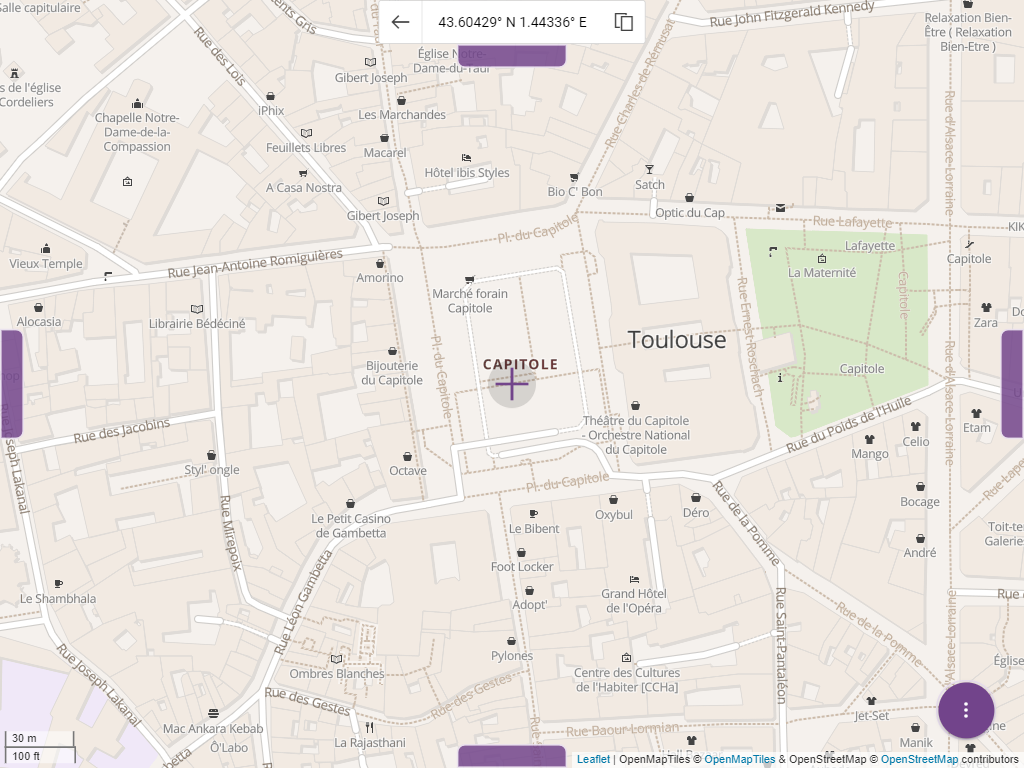 43.60429° N 1.44336° E
Rue John Fitzgerald Kennedy
Relaxation Bien-
Être ( Relaxation
Bien-Etre )
Salle capitulaire
Rue des Lois
Église Notre-
Dame-du-Taur
Gibert Joseph
s de l'église
Cordeliers
iPhix
Les Marchandes
Chapelle Notre-
Dame-de-la-
Compassion
Rue Charles de Rémusat
Rue d'Alsace-Lorraine
Feuillets Libres
Macarel
Hôtel ibis Styles
A Casa Nostra
Bio C' Bon
Satch
Gibert Joseph
Optic du Cap
Rue Lafayette
Pl. du Capitole
KIK
Vieux Temple
Rue Jean-Antoine Romiguières
Lafayette
Capitole
Amorino
La Maternité
Marché forain
Capitole
Capitole
Rue Ernest Roschach
Alocasia
Librairie Bédéciné
Zara
Toulouse
Pl. du Capitole
CAPITOLE
Bijouterie
du Capitole
Capitole
Rue d'Alsace-Lorraine
Rue du Poids de l'Huile
Théâtre du Capitole
- Orchestre National
du Capitole
Etam
Celio
Mango
Rue des Jacobins
Rue Joseph Lakanal
Styl' ongle
Octave
Pl. du Capitole
Bocage
Rue Mirepoix
Le Petit Casino
de Gambetta
Oxybul
Déro
Rue de la Pomme
Le Bibent
Toit-te
Galerie
André
Foot Locker
Rue Léon Gambetta
Le Shambhala
Adopt'
Grand Hôtel
de l'Opéra
Rue Saint-Pantaléon
Rue de la Pomme
Pylones
Église
Rue Joseph Lakanal
Ombres Blanches
Centre des Cultures
de l'Habiter [CCHa]
Rue des Gestes
Rue des Gestes
Mac Ankara Kebab
Ô'Labo
La Rajasthani
Rue Baour-Lormian
Jet-Set
Manik
30 m
100 ft
Leaflet | OpenMapTiles © OpenMapTiles & OpenStreetMap © OpenStreetMap contributors